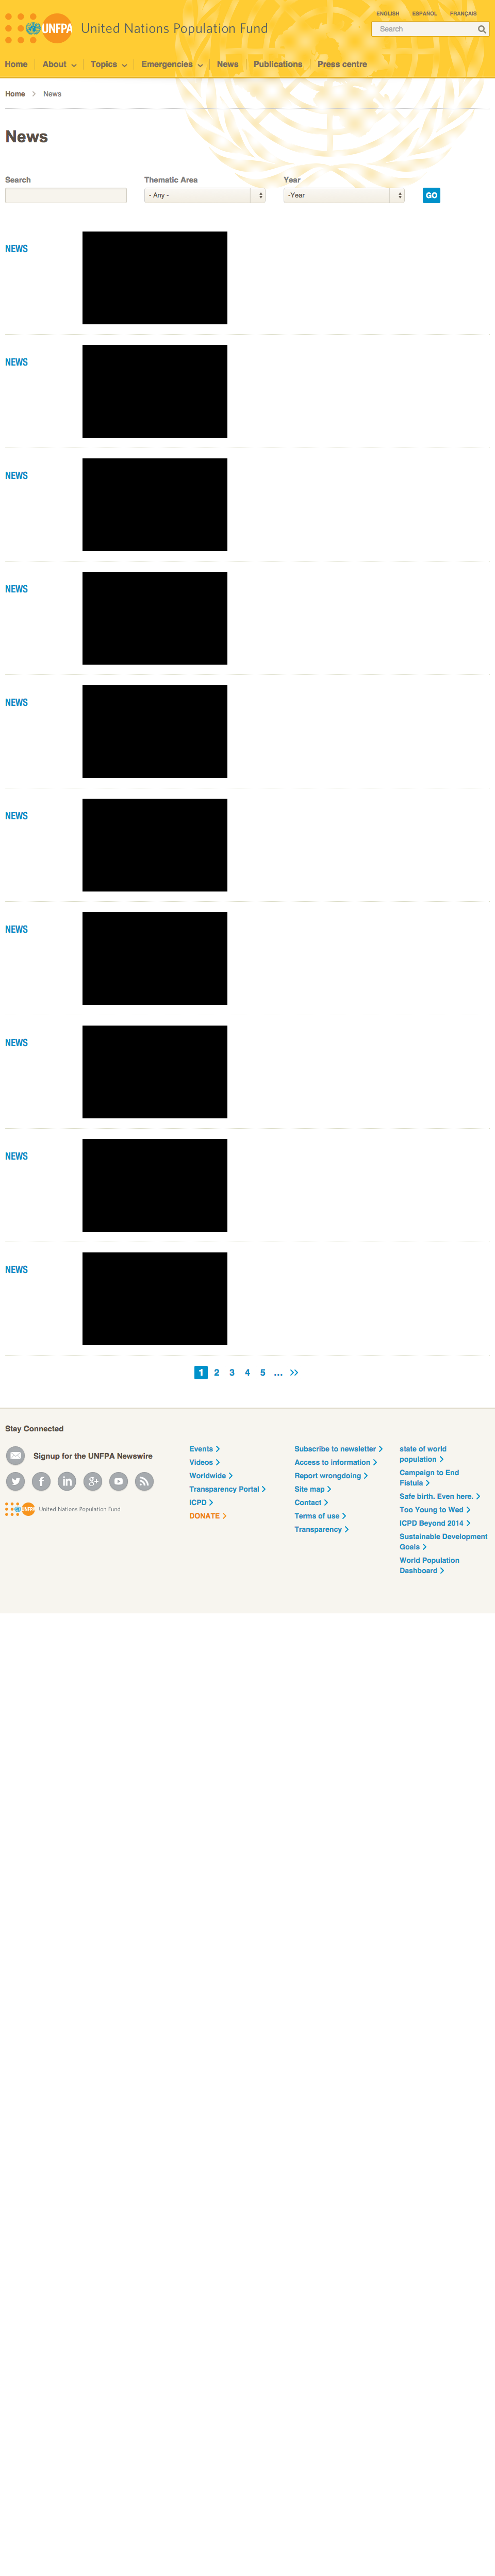 ENGLISH ESPAÑOL FRANÇAIS
UNFPA United Nations Population Fund
Search
Home About Topics Emergencies News Publications Press centre
Home News
News
Search Thematic Area Year
- Any - -Year GO
NEWS
NEWS
NEWS
NEWS
NEWS
NEWS
NEWS
NEWS
NEWS
NEWS
1 2 3 4 5 … »
Stay Connected
Signup for the UNFPA Newswire
UNFPA United Nations Population Fund
Events
Videos
Worldwide
Transparency Portal
ICPD
DONATE
Subscribe to newsletter
Access to information
Report wrongdoing
Site map
Contact
Terms of use
Transparency
state of world
population
Campaign to End
Fistula
Safe birth. Even here.
Too Young to Wed
ICPD Beyond 2014
Sustainable Development
Goals
World Population
Dashboard